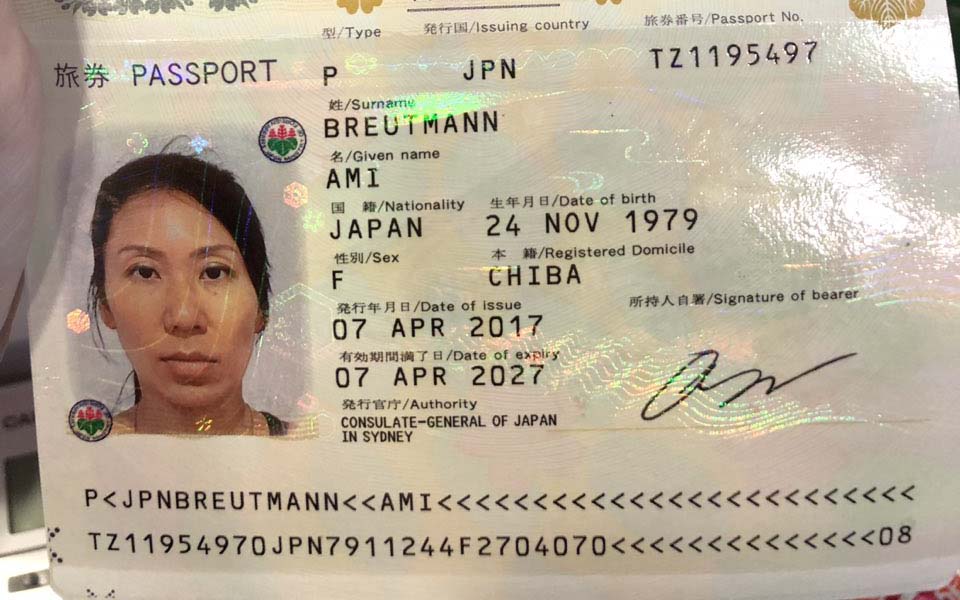 型/Type 発行国/Issuing country 旅券番号/Passport No.
旅券 PASSPORT P JPN TZ1195497
姓/Surname
BREUTMANN
名/Given name
AMI
国 籍/Nationality 生年月日/Date of birth
JAPAN 24 NOV 1979
性別/Sex 本 籍/Registered Domicile
F CHIBA
発行年月日/Date of issue 所持人自署/Signature of bearer
07 APR 2017
有効期間満了日/Date of expiry
07 APR 2027
発行官庁/Authority
CONSULATE-GENERAL OF JAPAN
IN SYDNEY
P<JPNBREUTMANN<<AMI<<<<<<<<<<<<<<<<<<<<<<<<<
TZ11954970JPN7911244F2704070<<<<<<<<<<<<<<08